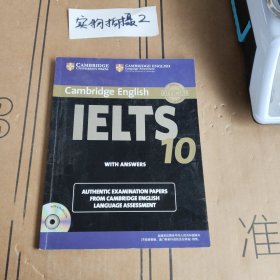 实物拍摄2
CAMBRIDGE
UNIVERSITY PRESS
CAMBRIDGE ENGLISH
Language Assessment
Cambridge English
IELTS
10
WITH ANSWERS
AUTHENTIC EXAMINATION PAPERS
FROM CAMBRIDGE ENGLISH
LANGUAGE ASSESSMENT